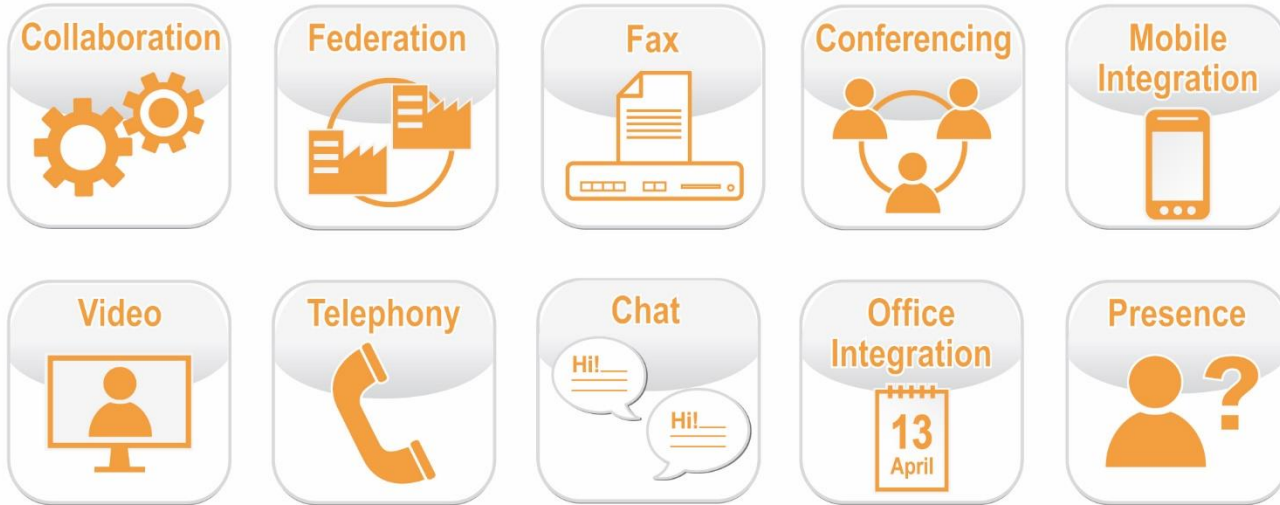 Collaboration
Federation
Fax
Conferencing
Mobile
Integration
Video
Telephony
Chat
Hi!
Hi!
Office
Integration
13
April
Presence
?